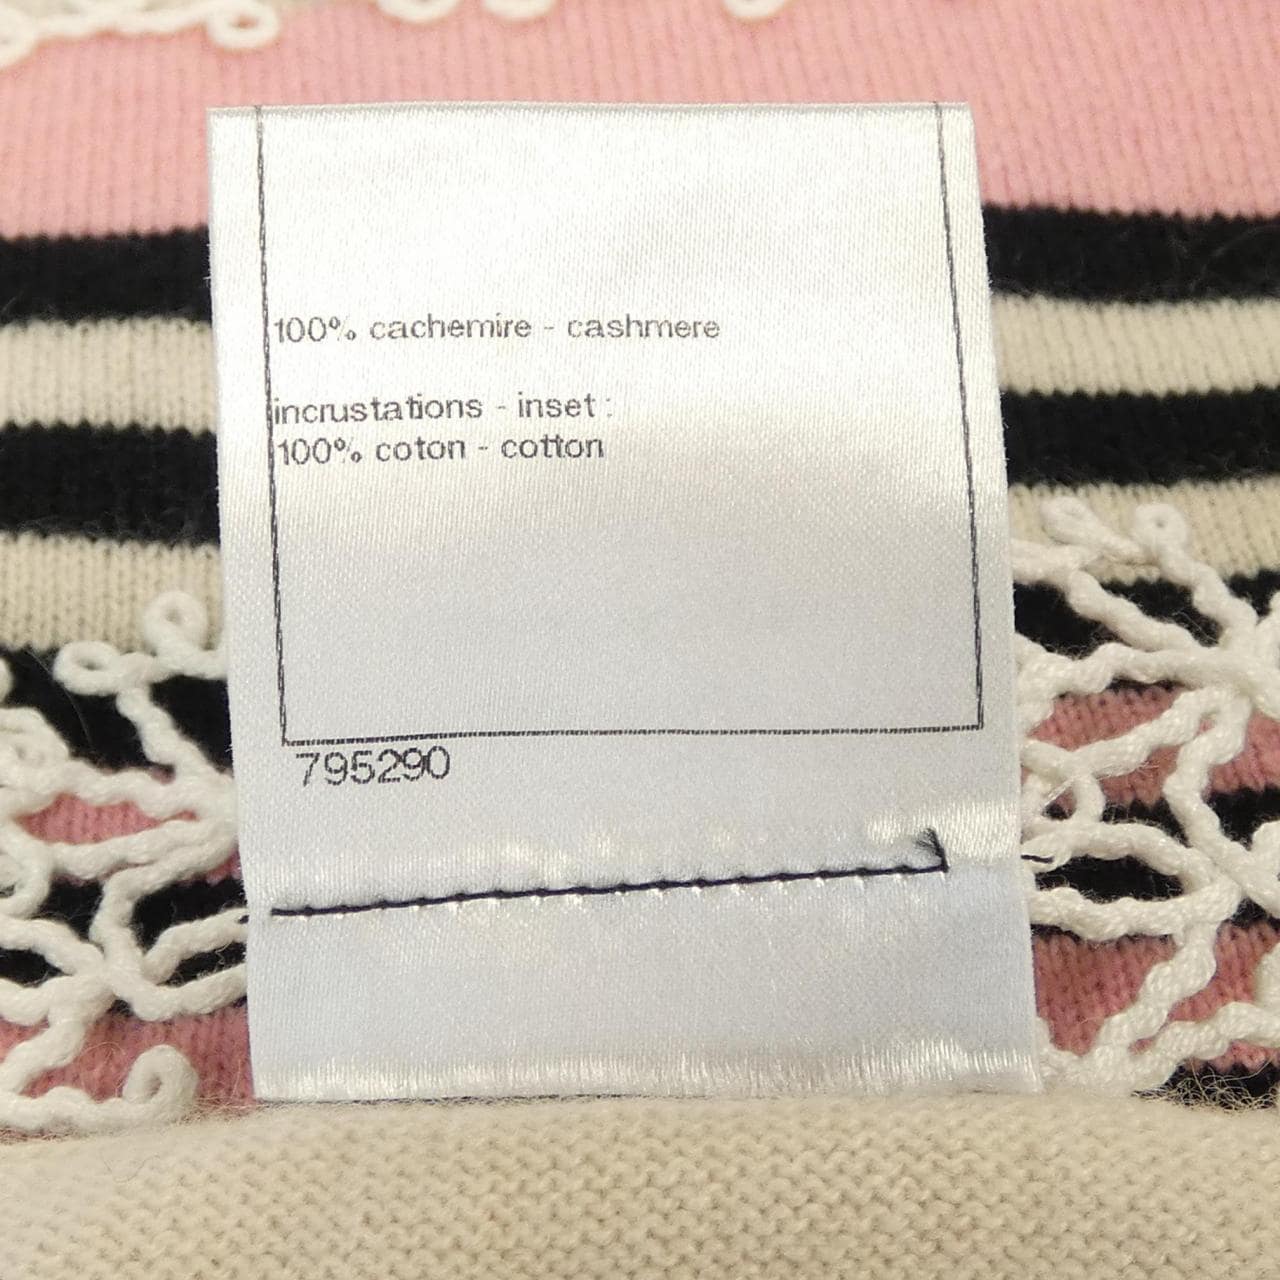 100% cachemire - cashmere
incrustations - inset :
100% coton - cotton
795290